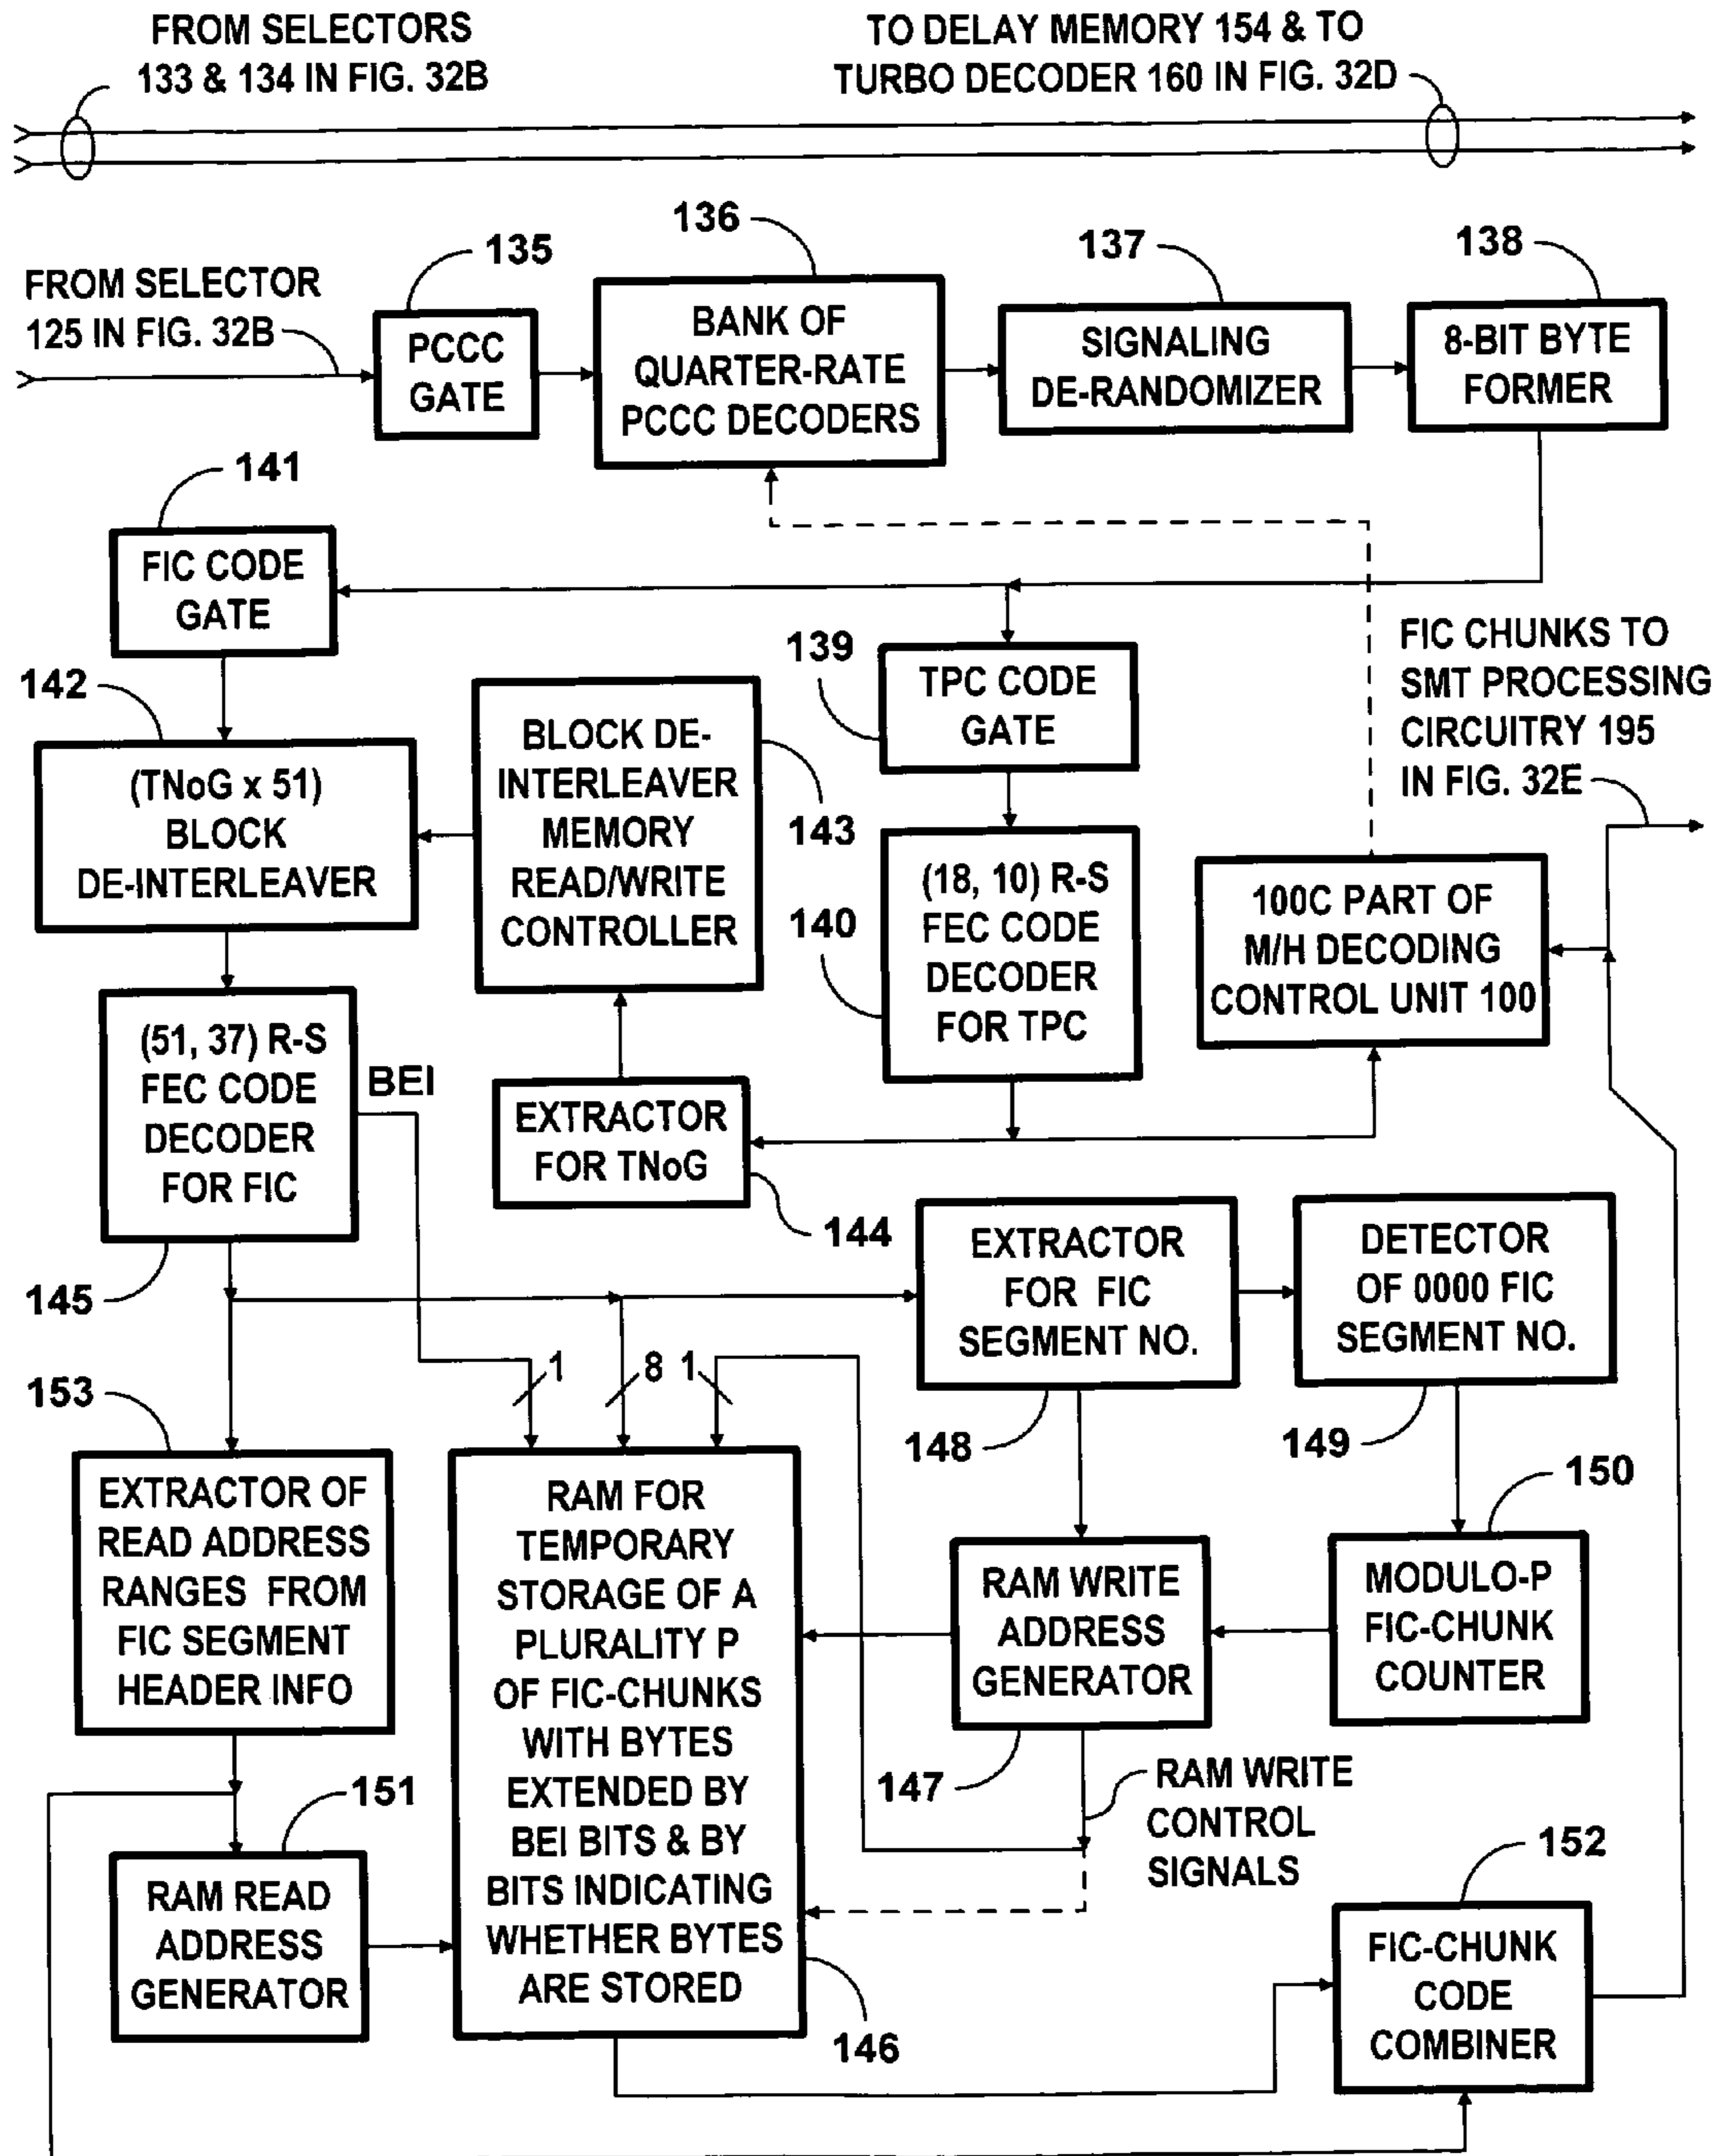 FROM SELECTORS
133 & 134 IN FIG. 32B
TO DELAY MEMORY 154 & TO
TURBO DECODER 160 IN FIG. 32D
FROM SELECTOR
125 IN FIG. 32B
135
PCCC
GATE
136
BANK OF
QUARTER-RATE
PCCC DECODERS
137
SIGNALING
DE-RANDOMIZER
138
8-BIT BYTE
FORMER
141
FIC CODE
GATE
142
(TNoG x 51)
BLOCK
DE-INTERLEAVER
BLOCK DE-
INTERLEAVER
MEMORY
READ/WRITE
CONTROLLER
143
139
TPC CODE
GATE
140
(18, 10) R-S
FEC CODE
DECODER
FOR TPC
FIC CHUNKS TO
SMT PROCESSING
CIRCUITRY 195
IN FIG. 32E
100C PART OF
M/H DECODING
CONTROL UNIT 100
(51, 37) R-S
FEC CODE
DECODER
FOR FIC
BEI
145
EXTRACTOR
FOR TNoG
144
EXTRACTOR
FOR FIC
SEGMENT NO.
148
DETECTOR
OF 0000 FIC
SEGMENT NO.
149
1
8
1
153
EXTRACTOR OF
READ ADDRESS
RANGES FROM
FIC SEGMENT
HEADER INFO
RAM FOR
TEMPORARY
STORAGE OF A
PLURALITY P
OF FIC-CHUNKS
WITH BYTES
EXTENDED BY
BEI BITS & BY
BITS INDICATING
WHETHER BYTES
ARE STORED
146
RAM WRITE
ADDRESS
GENERATOR
147
150
MODULO-P
FIC-CHUNK
COUNTER
RAM WRITE
CONTROL
SIGNALS
151
RAM READ
ADDRESS
GENERATOR
152
FIC-CHUNK
CODE
COMBINER